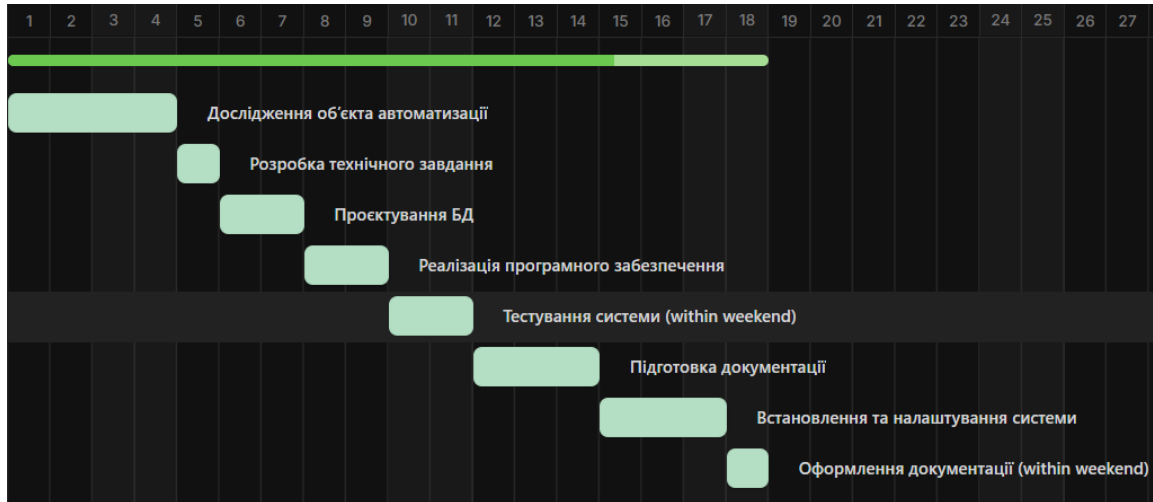 1 2 3 4 5 6 7 8 9 10 11 12 13 14 15 16 17 18 19 20 21 22 23 24 25 26 27
Дослідження об'єкта автоматизації
Розробка технічного завдання
Проєктування БД
Реалізація програмного забезпечення
Тестування системи (within weekend)
Підготовка документації
Встановлення та налаштування системи
Оформлення документації (within weekend)